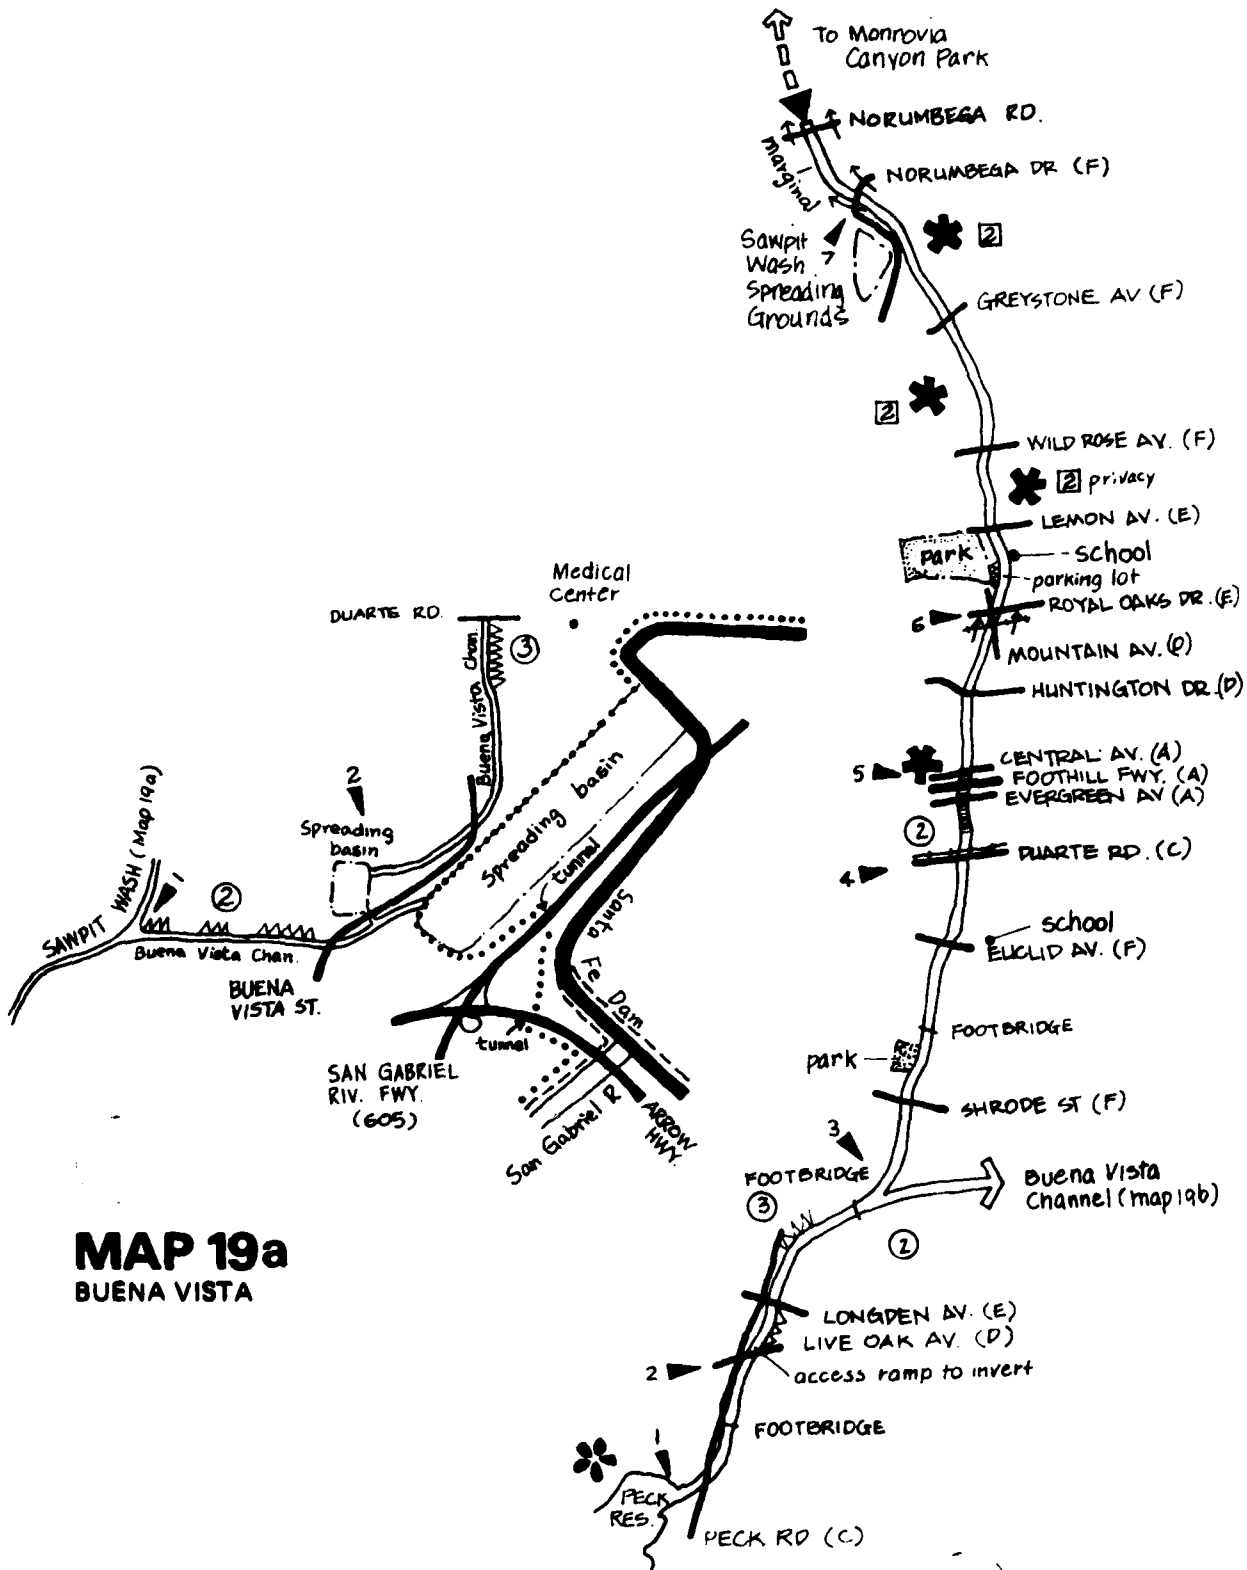 To Monrovia
Canyon Park
NORUMBEGA RD.
marginal
NORUMBEGA DR (F)
2
Sawpit
Wash
Spreading
Grounds
GREYSTONE AV (F)
2
WILD ROSE AV. (F)
2 privacy
LEMON AV. (E)
park
school
parking lot
ROYAL OAKS DR. (E)
6
MOUNTAIN AV.
HUNTINGTON DR. (D)
CENTRAL AV. (A)
5
FOOTHILL FWY. (A)
EVERGREEN AV (A)
2
DUARTE RD. (C)
4
school
EUCLID AV. (F)
FOOTBRIDGE
park
SHRODE ST (F)
3
FOOTBRIDGE
Buena Vista
Channel (map 19b)
3
2
LONGDEN AV. (E)
LIVE OAK AV. (D)
2
access ramp to invert
FOOTBRIDGE
1
PECK
RES.
PECK RD (C)
Medical
Center
DUARTE RD.
3
Buena Vista Chan.
2
Spreading
basin
Spreading basin
tunnel
Santa Fe Dam
SAWPIT WASH (Map 19a)
1
2
Buena Vista Chan.
BUENA
VISTA ST.
tunnel
SAN GABRIEL
RIV. FWY.
(605)
San Gabriel R
ARROW
HWY.
MAP 19a
BUENA VISTA